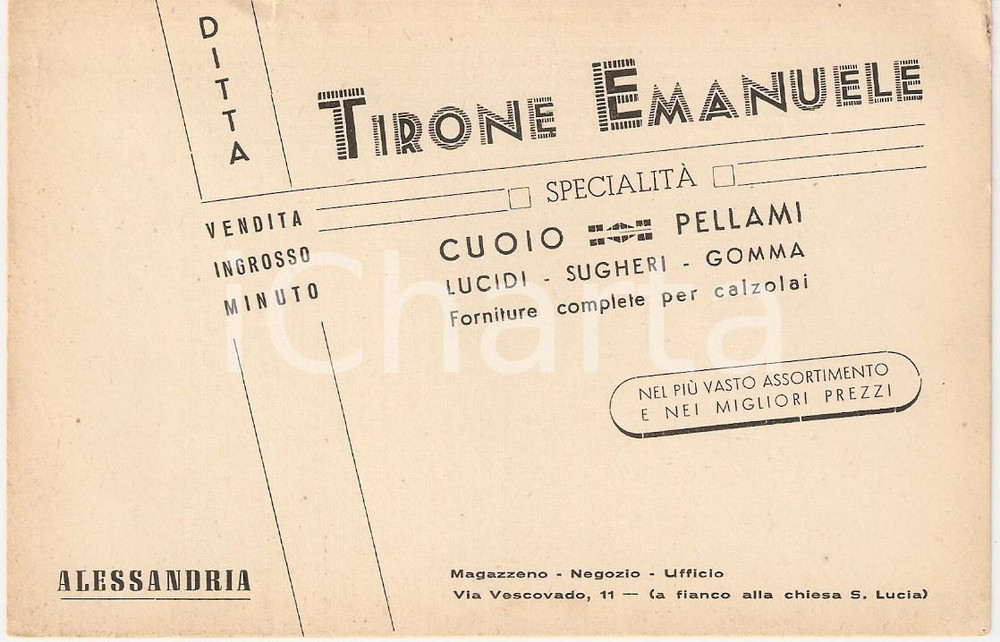 DITTA
TIRONE EMANUELE
SPECIALITÀ
VENDITA
INGROSSO
MINUTO
CUOIO PELLAMI
LUCIDI - SUGHERI - GOMMA
Forniture complete per calzolai
NEL PIÙ VASTO ASSORTIMENTO
E NEI MIGLIORI PREZZI
iCharta
ALESSANDRIA
Magazzeno - Negozio - Ufficio
Via Vescovado, 11 — (a fianco alla chiesa S. Lucia)